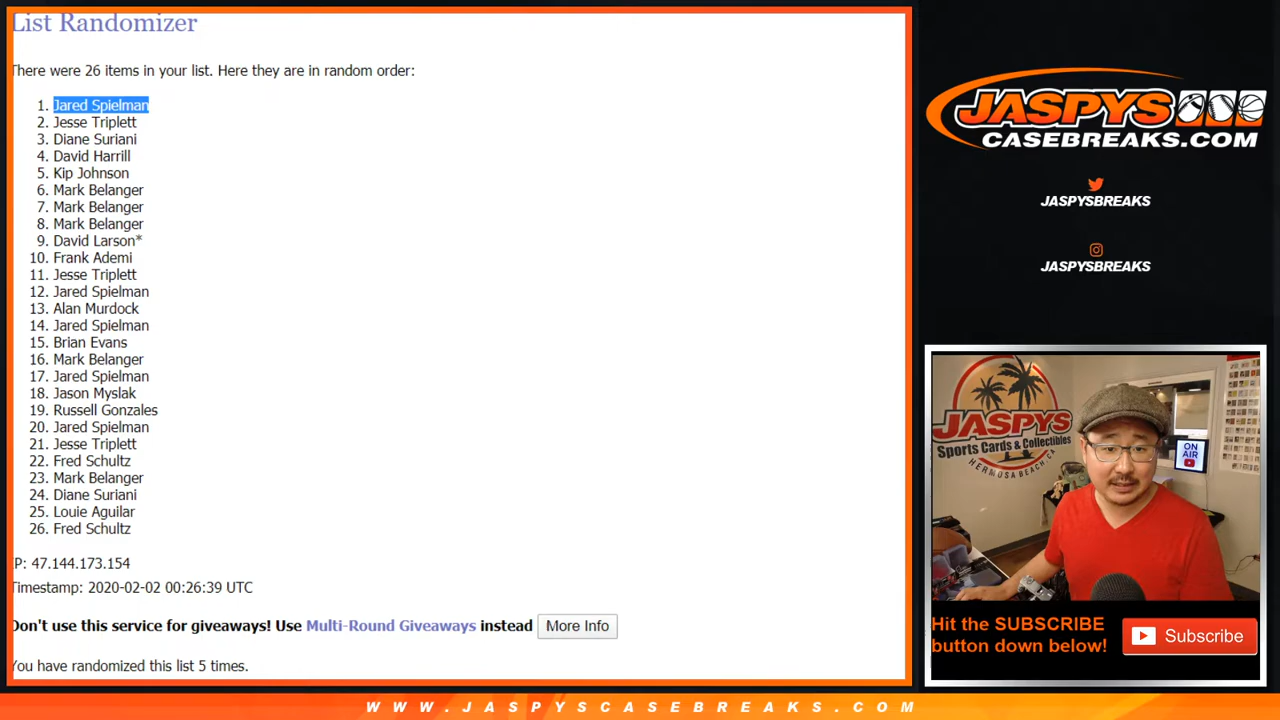 List Randomizer
There were 26 items in your list. Here they are in random order:
1. Jared Spielman
2. Jesse Triplett
3. Diane Suriani
4. David Harrill
5. Kip Johnson
6. Mark Belanger
7. Mark Belanger
8. Mark Belanger
9. David Larson*
10. Frank Ademi
11. Jesse Triplett
12. Jared Spielman
13. Alan Murdock
14. Jared Spielman
15. Brian Evans
16. Mark Belanger
17. Jared Spielman
18. Jason Myslak
19. Russell Gonzales
20. Jared Spielman
21. Jesse Triplett
22. Fred Schultz
23. Mark Belanger
24. Diane Suriani
25. Louie Aguilar
26. Fred Schultz
IP: 47.144.173.154
Timestamp: 2020-02-02 00:26:39 UTC
Don't use this service for giveaways! Use Multi-Round Giveaways instead More Info
You have randomized this list 5 times.
JASPYS
CASEBREAKS.COM
JASPYSBREAKS
JASPYSBREAKS
JASPYS
Sports Cards & Collectibles
HERMOSA BEACH, CA
ON
AIR
Hit the SUBSCRIBE
button down below!
Subscribe
WWW.JASPYSCASEBREAKS.COM